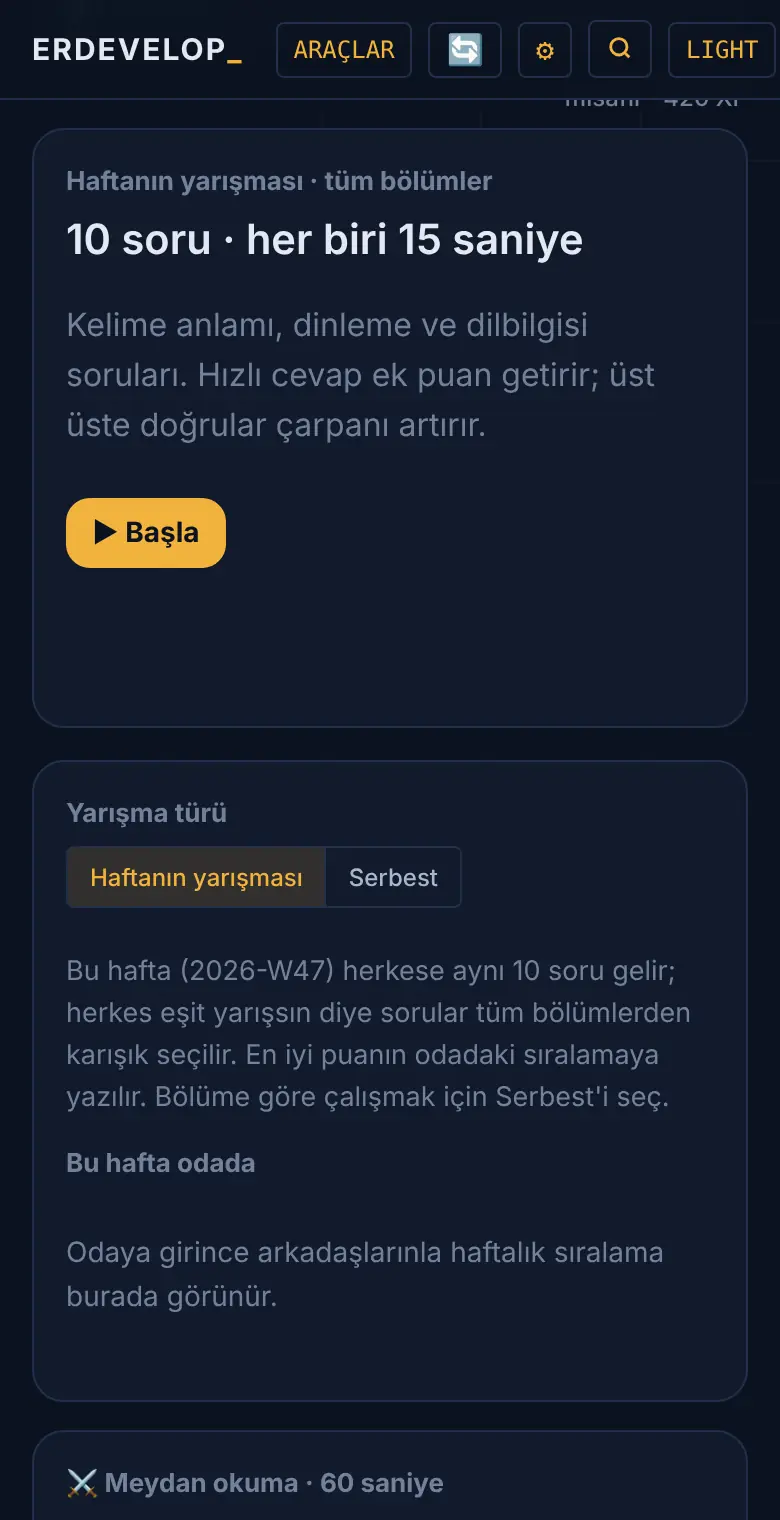 ERDEVELOP_ ARAÇLAR LIGHT
Haftanın yarışması · tüm bölümler
10 soru · her biri 15 saniye
Kelime anlamı, dinleme ve dilbilgisi
soruları. Hızlı cevap ek puan getirir; üst
üste doğrular çarpanı artırır.
▶ Başla
Yarışma türü
Haftanın yarışması Serbest
Bu hafta (2026-W47) herkese aynı 10 soru gelir;
herkes eşit yarışsın diye sorular tüm bölümlerden
karışık seçilir. En iyi puanın odadaki sıralamaya
yazılır. Bölüme göre çalışmak için Serbest'i seç.
Bu hafta odada
Odaya girince arkadaşlarınla haftalık sıralama
burada görünür.
⚔️ Meydan okuma · 60 saniye